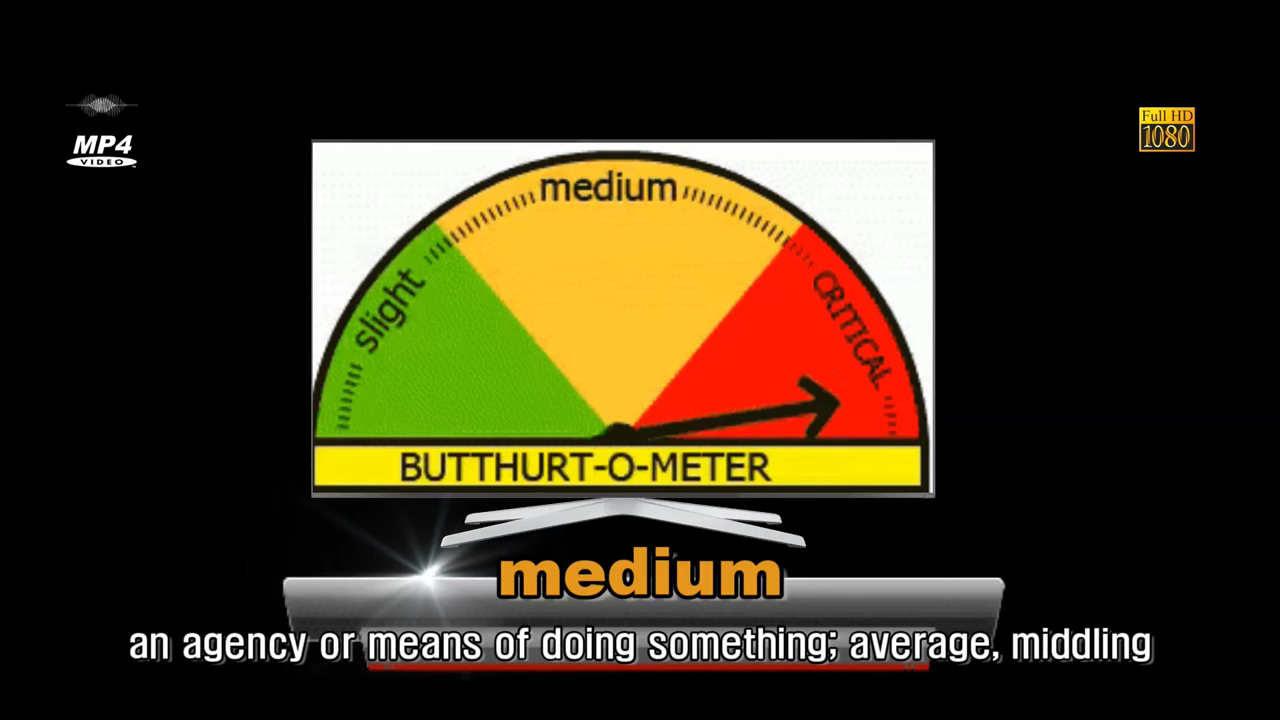 MP4
VIDEO
Full HD
1080
slight
medium
CRITICAL
BUTTHURT-O-METER
medium
an agency or means of doing something; average, middling